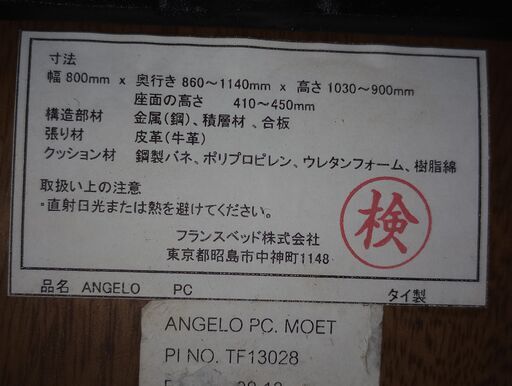 寸法
幅 800mm x 奥行き 860～1140mm x 高さ 1030～900mm
座面の高さ 410～450mm
構造部材 金属(鋼)、積層材 、合板
張り材 皮革(牛革)
クッション材 鋼製バネ、ポリプロピレン、ウレタンフォーム、樹脂綿
取扱い上の注意
・直射日光または熱を避けてください。
検
フランスベッド株式会社
東京都昭島市中神町1148
品名 ANGELO PC タイ製
ANGELO PC. MOET
PI NO. TF13028